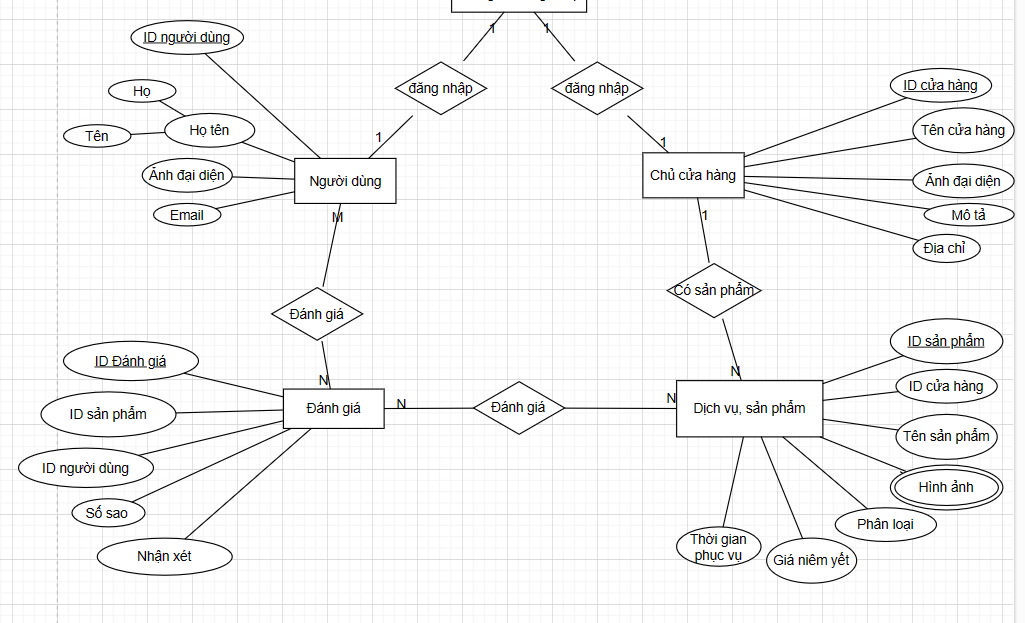 1
1
ID người dùng
đăng nhập
đăng nhập
ID cửa hàng
Họ
Tên
Họ tên
1
1
Tên cửa hàng
Ảnh đại diện
Người dùng
Chủ cửa hàng
Ảnh đại diện
Email
M
1
Mô tả
Địa chỉ
Có sản phẩm
Đánh giá
ID Đánh giá
N
N
ID sản phẩm
ID cửa hàng
ID sản phẩm
Đánh giá
N
Đánh giá
N
Dịch vụ, sản phẩm
Tên sản phẩm
ID người dùng
Hình ảnh
Số sao
Phân loại
Nhận xét
Thời gian
phục vụ
Giá niêm yết